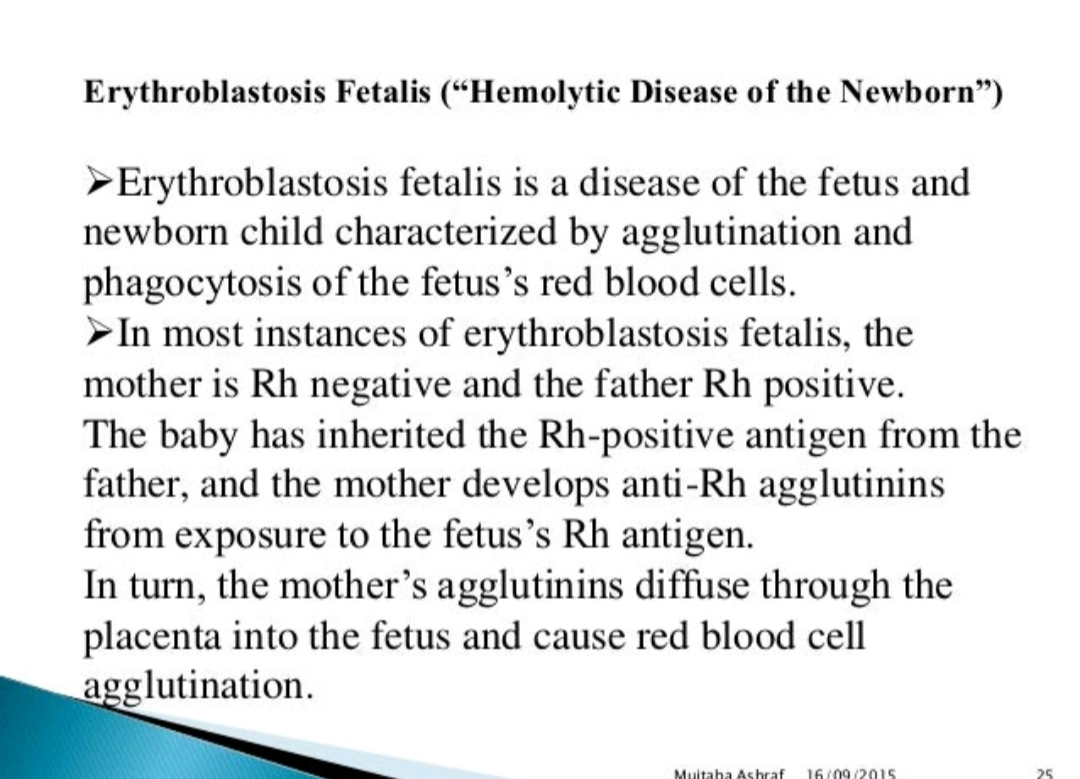 Erythroblastosis Fetalis (“Hemolytic Disease of the Newborn”)
➢Erythroblastosis fetalis is a disease of the fetus and
newborn child characterized by agglutination and
phagocytosis of the fetus’s red blood cells.
➢In most instances of erythroblastosis fetalis, the
mother is Rh negative and the father Rh positive.
The baby has inherited the Rh-positive antigen from the
father, and the mother develops anti-Rh agglutinins
from exposure to the fetus’s Rh antigen.
In turn, the mother’s agglutinins diffuse through the
placenta into the fetus and cause red blood cell
agglutination.
Mujtaba Ashraf 16/09/2015 25